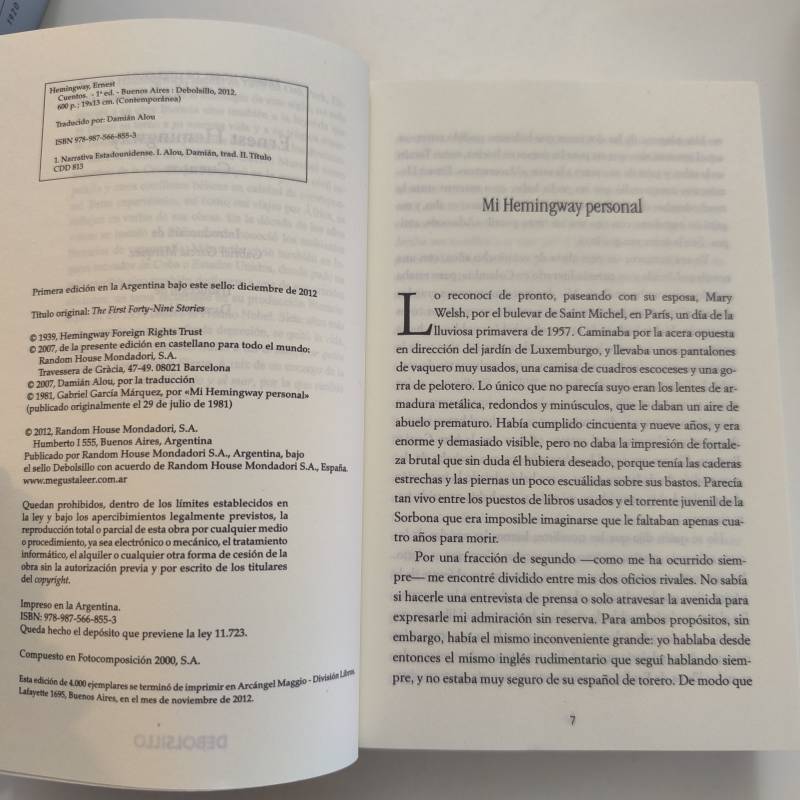 1920
Hemingway, Ernest
Cuentos. - 1ª ed. - Buenos Aires : Debolsillo, 2012.
600 p. ; 19x13 cm. (Contemporánea)
Traducido por: Damián Alou
ISBN 978-987-566-855-3
1. Narrativa Estadounidense. I. Alou, Damián, trad. II. Título
CDD 813
Primera edición en la Argentina bajo este sello: diciembre de 2012
Título original: The First Forty-Nine Stories
© 1939, Hemingway Foreign Rights Trust
© 2007, de la presente edición en castellano para todo el mundo:
Random House Mondadori, S.A.
Travessera de Gràcia, 47-49. 08021 Barcelona
© 2007, Damián Alou, por la traducción
© 1981, Gabriel García Márquez, por «Mi Hemingway personal»
(publicado originalmente el 29 de julio de 1981)
© 2012, Random House Mondadori, S.A.
Humberto I 555, Buenos Aires, Argentina
Publicado por Random House Mondadori S.A., Argentina, bajo
el sello Debolsillo con acuerdo de Random House Mondadori S.A., España.
www.megustaleer.com.ar
Quedan prohibidos, dentro de los límites establecidos en
la ley y bajo los apercibimientos legalmente previstos, la
reproducción total o parcial de esta obra por cualquier medio
o procedimiento, ya sea electrónico o mecánico, el tratamiento
informático, el alquiler o cualquier otra forma de cesión de la
obra sin la autorización previa y por escrito de los titulares
del copyright.
Impreso en la Argentina.
ISBN: 978-987-566-855-3
Queda hecho el depósito que previene la ley 11.723.
Compuesto en Fotocomposición 2000, S.A.
Esta edición de 4.000 ejemplares se terminó de imprimir en Arcángel Maggio - División Libros,
Lafayette 1695, Buenos Aires, en el mes de noviembre de 2012.
Mi Hemingway personal
Lo reconocí de pronto, paseando con su esposa, Mary
Welsh, por el bulevar de Saint Michel, en París, un día de la
lluviosa primavera de 1957. Caminaba por la acera opuesta
en dirección del jardín de Luxemburgo, y llevaba unos pantalones
de vaquero muy usados, una camisa de cuadros escoceses y una go-
rra de pelotero. Lo único que no parecía suyo eran los lentes de ar-
madura metálica, redondos y minúsculos, que le daban un aire de
abuelo prematuro. Había cumplido cincuenta y nueve años, y era
enorme y demasiado visible, pero no daba la impresión de fortale-
za brutal que sin duda él hubiera deseado, porque tenía las caderas
estrechas y las piernas un poco escuálidas sobre sus bastos. Parecía
tan vivo entre los puestos de libros usados y el torrente juvenil de la
Sorbona que era imposible imaginarse que le faltaban apenas cua-
tro años para morir.
Por una fracción de segundo —como me ha ocurrido siem-
pre— me encontré dividido entre mis dos oficios rivales. No sabía
si hacerle una entrevista de prensa o solo atravesar la avenida para
expresarle mi admiración sin reserva. Para ambos propósitos, sin
embargo, había el mismo inconveniente grande: yo hablaba desde
entonces el mismo inglés rudimentario que seguí hablando siem-
pre, y no estaba muy seguro de su español de torero. De modo que
7